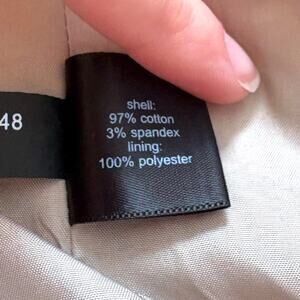 48
shell:
97% cotton
3% spandex
lining:
100% polyester